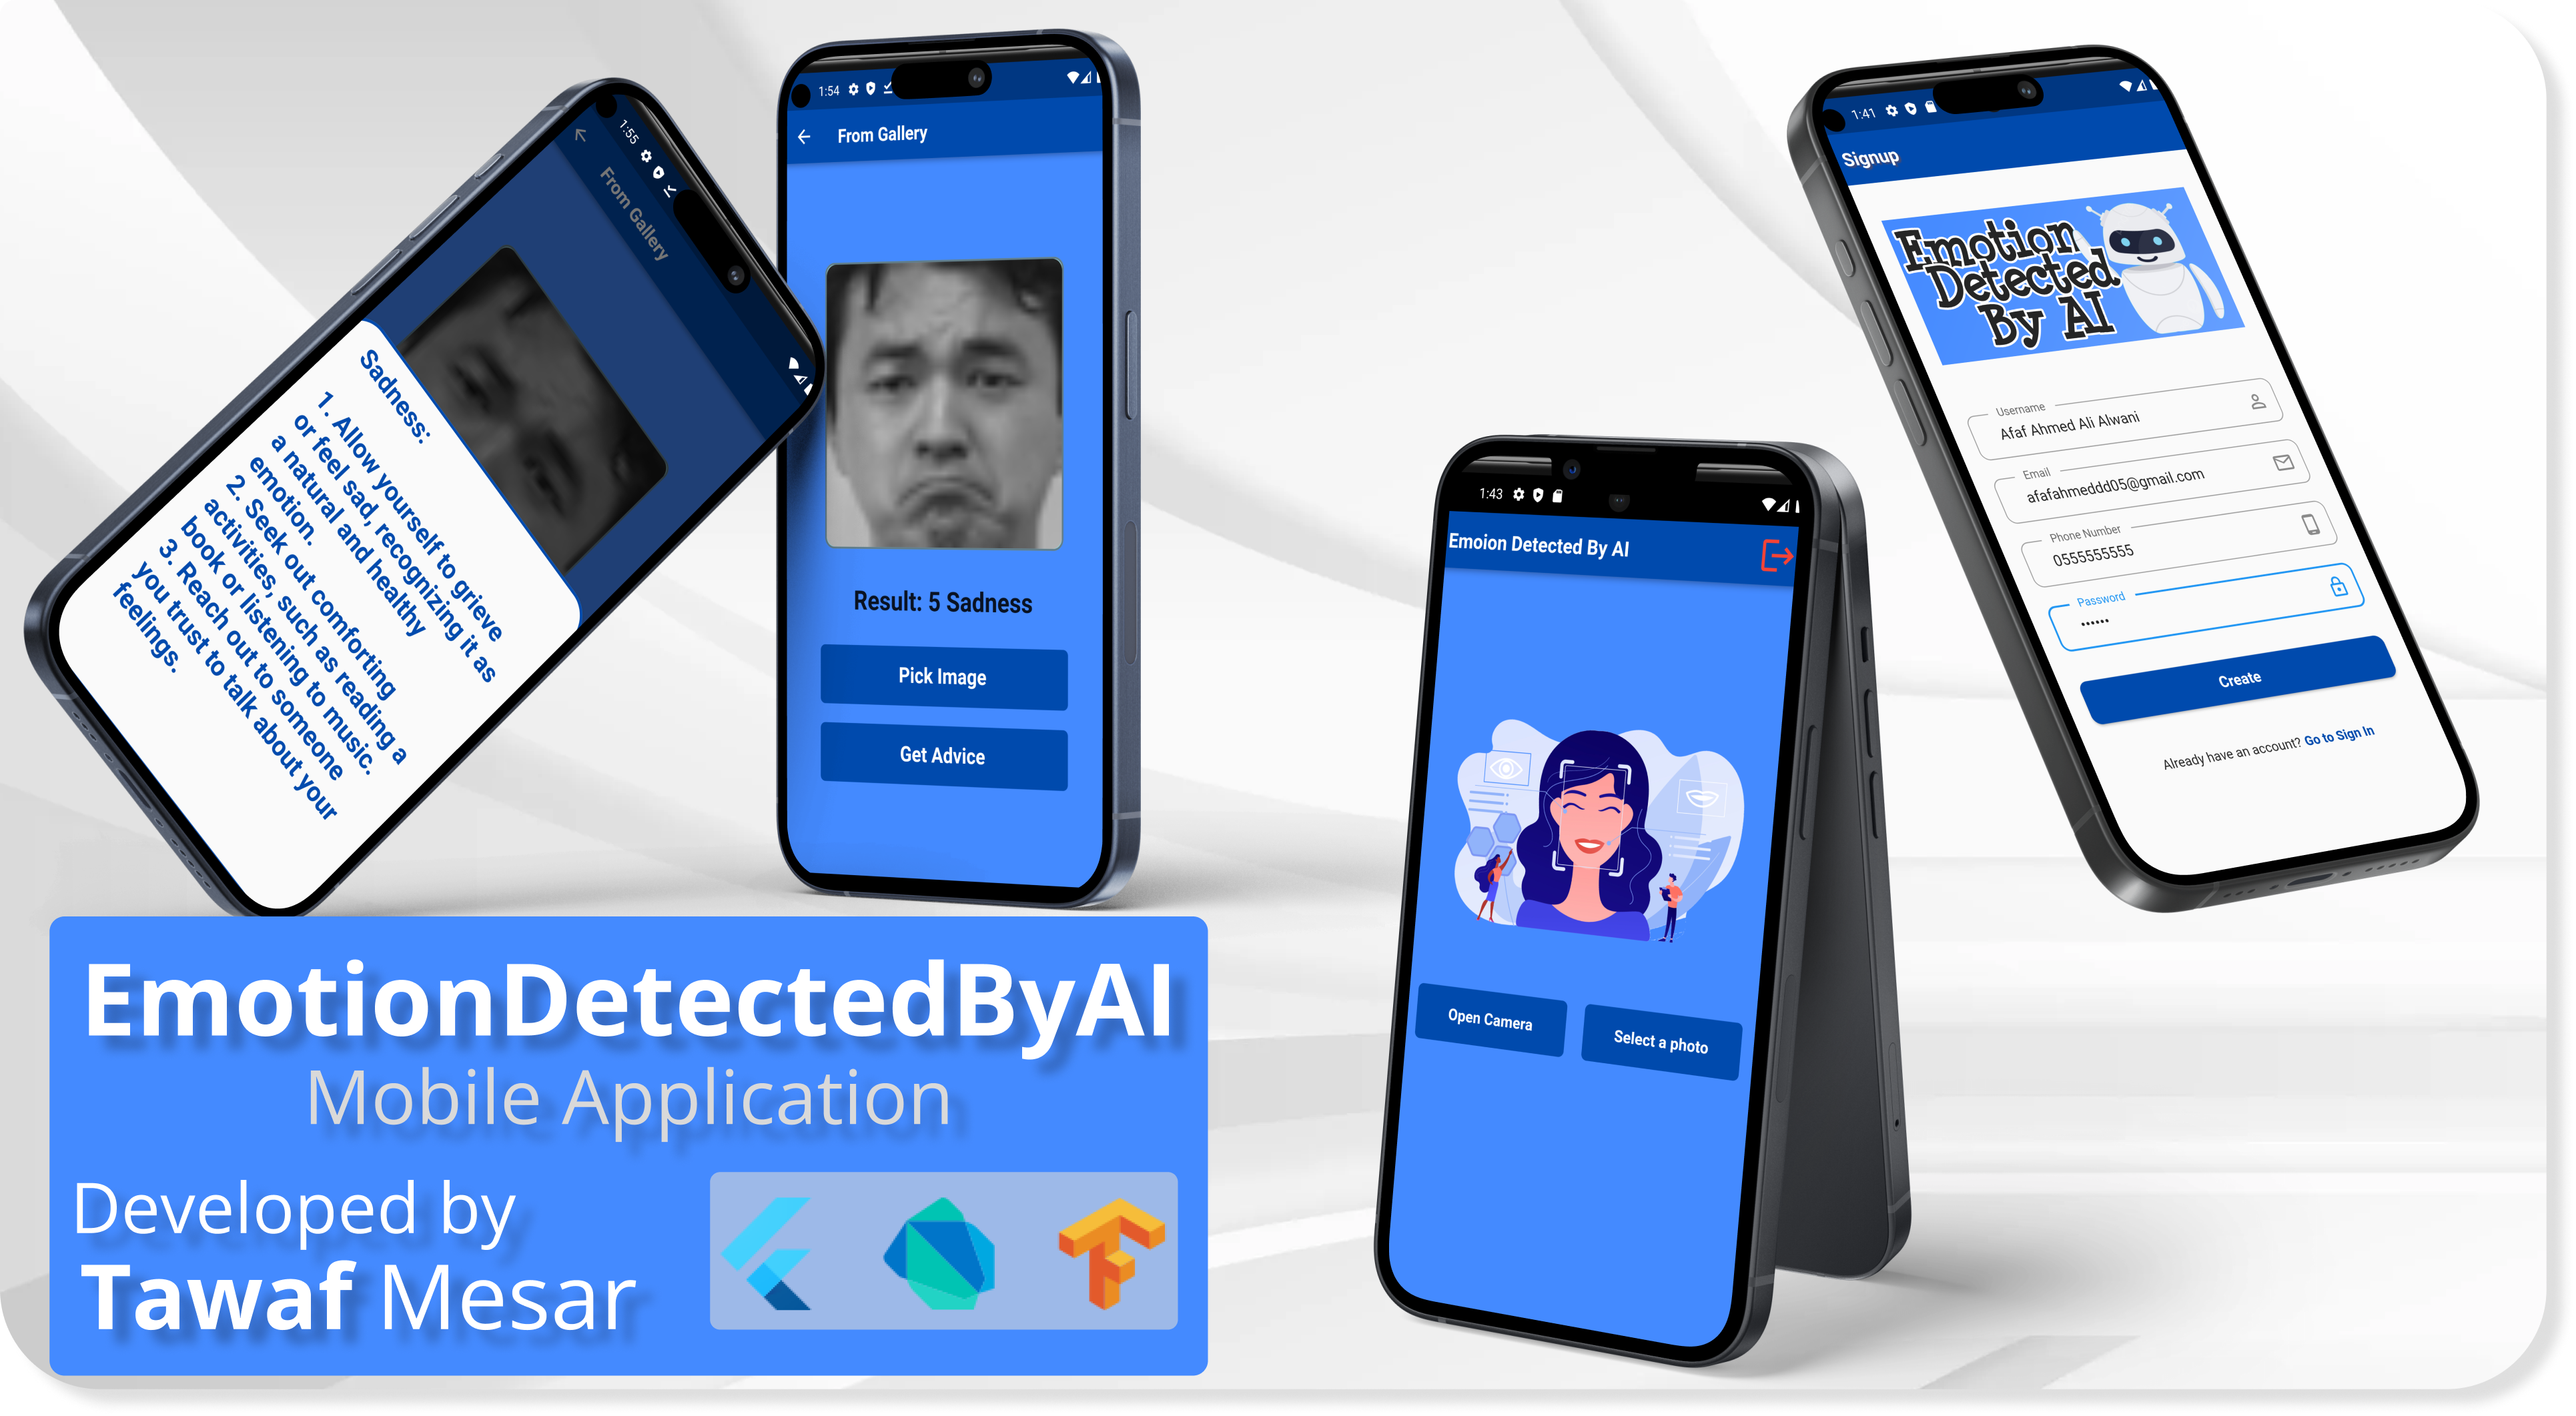 1:55
From Gallery
Sadness:
1. Allow yourself to grieve
or feel sad, recognizing it as
a natural and healthy
emotion.
2. Seek out comforting
activities, such as reading a
book or listening to music.
3. Reach out to someone
you trust to talk about your
feelings.
1:54
From Gallery
Result: 5 Sadness
Pick Image
Get Advice
1:43
Emoion Detected By AI
Open Camera
Select a photo
1:41
Signup
Emotion
Detected
By AI
Username
Afaf Ahmed Ali Alwani
Email
afafahmeddd05@gmail.com
Phone Number
0555555555
Password
••••••
Create
Already have an account? Go to Sign In
EmotionDetectedByAI
Mobile Application
Developed by
Tawaf Mesar